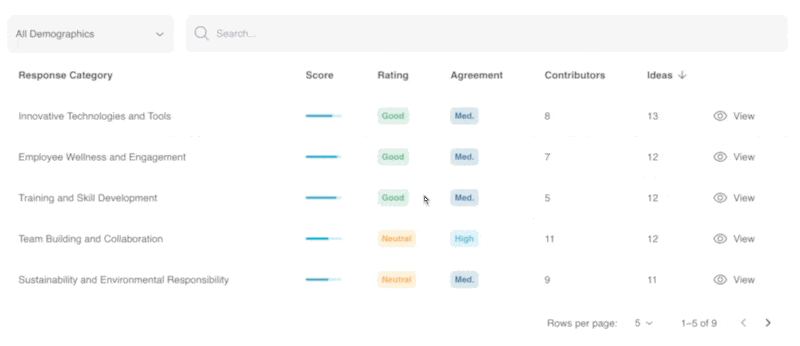 All Demographics Search...
Response Category Score Rating Agreement Contributors Ideas
Innovative Technologies and Tools Good Med. 8 13 View
Employee Wellness and Engagement Good Med. 7 12 View
Training and Skill Development Good Med. 5 12 View
Team Building and Collaboration Neutral High 11 12 View
Sustainability and Environmental Responsibility Neutral Med. 9 11 View
Rows per page: 5 1–5 of 9